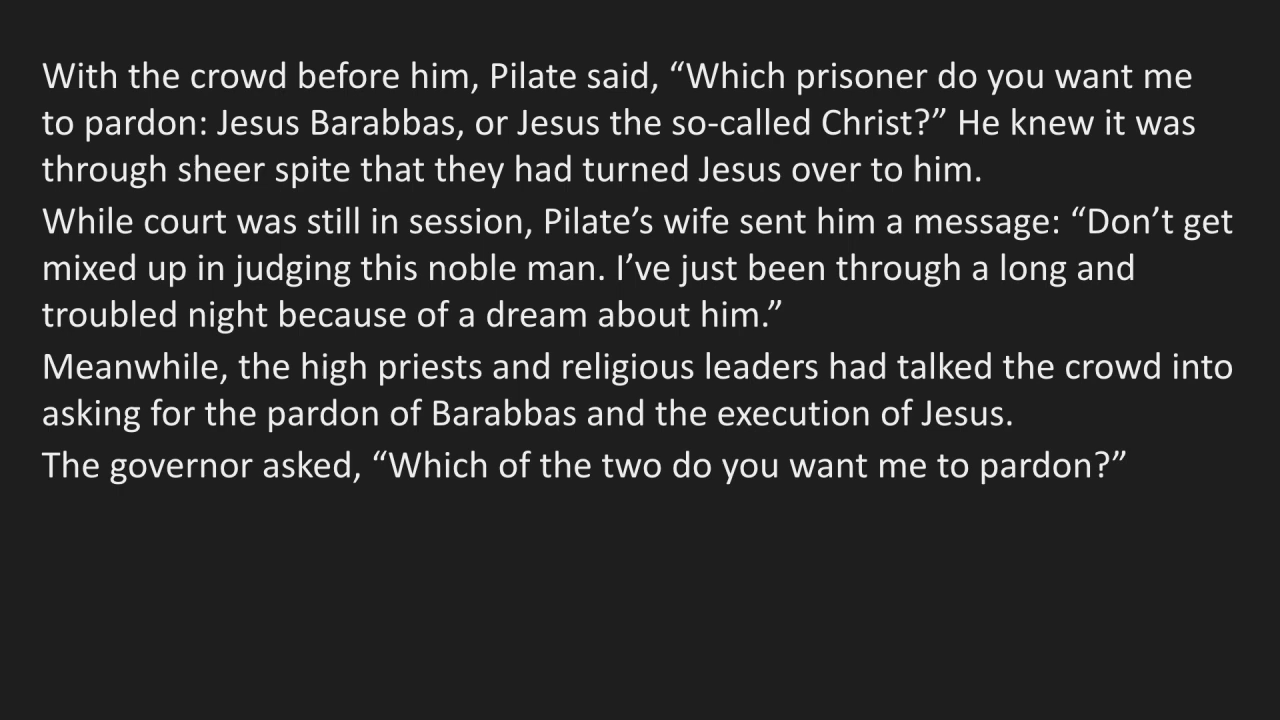 With the crowd before him, Pilate said, “Which prisoner do you want me
to pardon: Jesus Barabbas, or Jesus the so-called Christ?” He knew it was
through sheer spite that they had turned Jesus over to him.
While court was still in session, Pilate’s wife sent him a message: “Don’t get
mixed up in judging this noble man. I’ve just been through a long and
troubled night because of a dream about him.”
Meanwhile, the high priests and religious leaders had talked the crowd into
asking for the pardon of Barabbas and the execution of Jesus.
The governor asked, “Which of the two do you want me to pardon?”